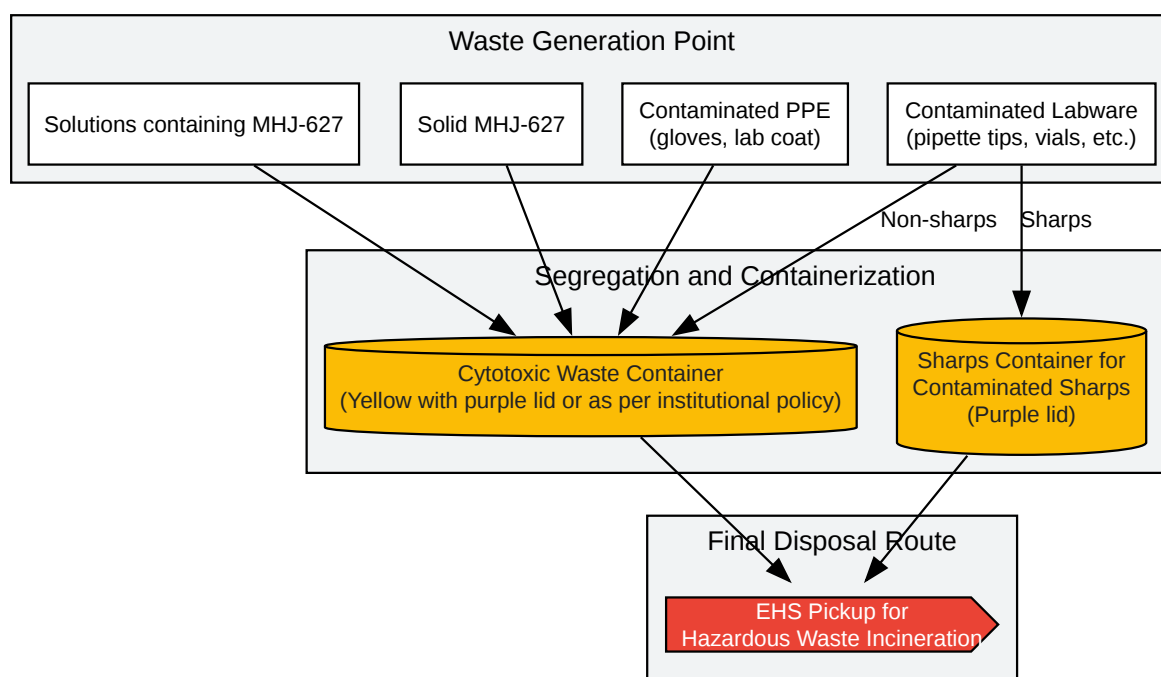 Waste Generation Point
Solutions containing MHJ-627
Solid MHJ-627
Contaminated PPE
(gloves, lab coat)
Contaminated Labware
(pipette tips, vials, etc.)
Non-sharps
Sharps
Segregation and Containerization
Cytotoxic Waste Container
(Yellow with purple lid or as per institutional policy)
Sharps Container for
Contaminated Sharps
(Purple lid)
Final Disposal Route
EHS Pickup for
Hazardous Waste Incineration